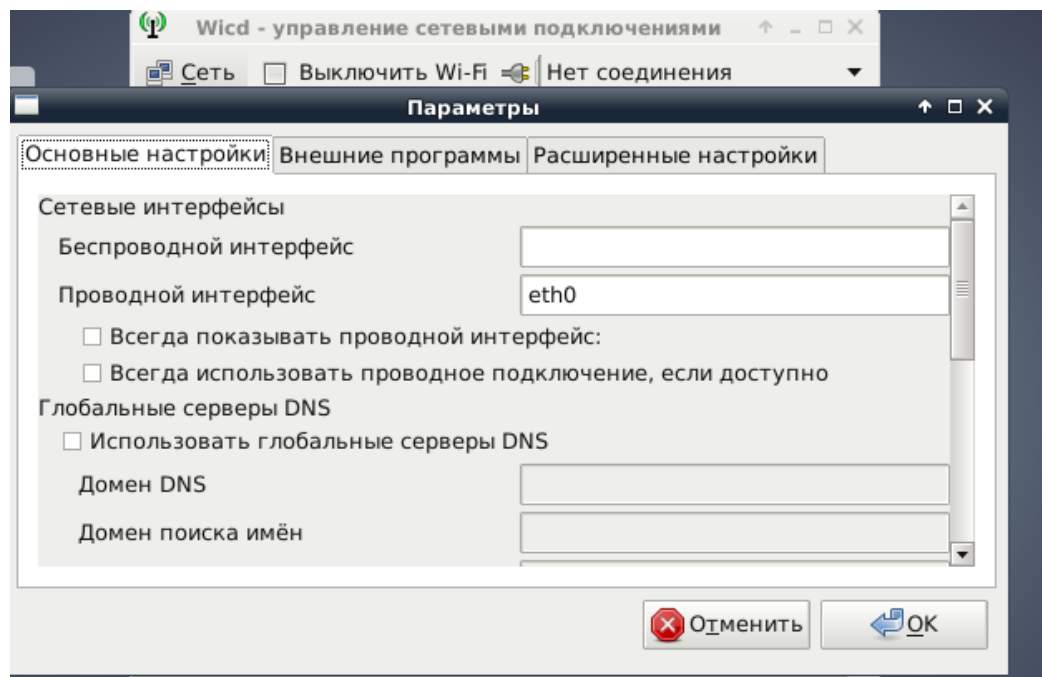 Wicd - управление сетевыми подключениями
Сеть Выключить Wi-Fi Нет соединения
Параметры
Основные настройки Внешние программы Расширенные настройки
Сетевые интерфейсы
Беспроводной интерфейс
Проводной интерфейс eth0
Всегда показывать проводной интерфейс:
Всегда использовать проводное подключение, если доступно
Глобальные серверы DNS
Использовать глобальные серверы DNS
Домен DNS
Домен поиска имён
Отменить OK